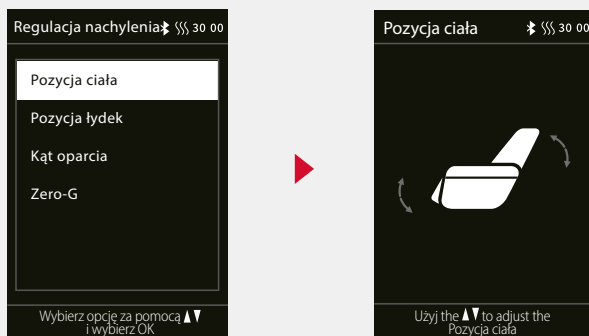 Regulacja nachylenia 30 00
Pozycja ciała
Pozycja łydek
Kąt oparcia
Zero-G
Wybierz opcję za pomocą ▲▼
i wybierz OK
Pozycja ciała 30 00
Użyj the ▲▼ to adjust the
Pozycja ciała